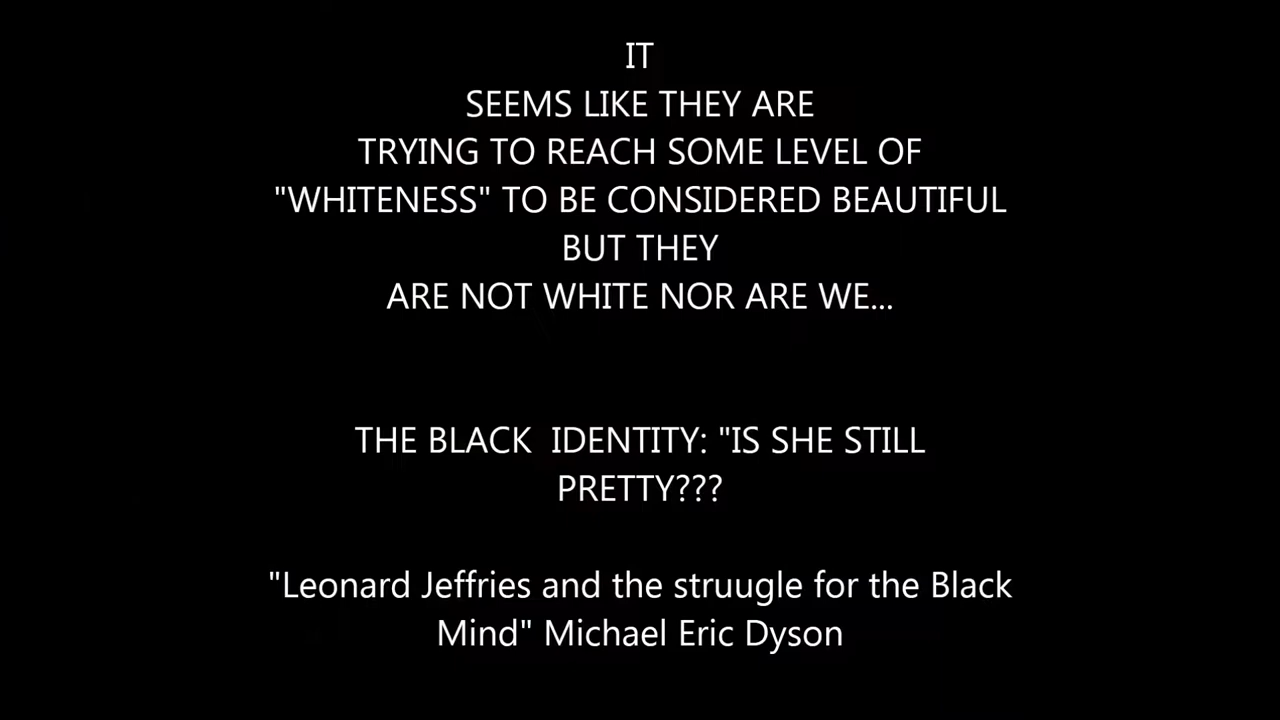 IT
SEEMS LIKE THEY ARE
TRYING TO REACH SOME LEVEL OF
"WHITENESS" TO BE CONSIDERED BEAUTIFUL
BUT THEY
ARE NOT WHITE NOR ARE WE...
THE BLACK  IDENTITY: "IS SHE STILL
PRETTY???
"Leonard Jeffries and the struugle for the Black
Mind" Michael Eric Dyson